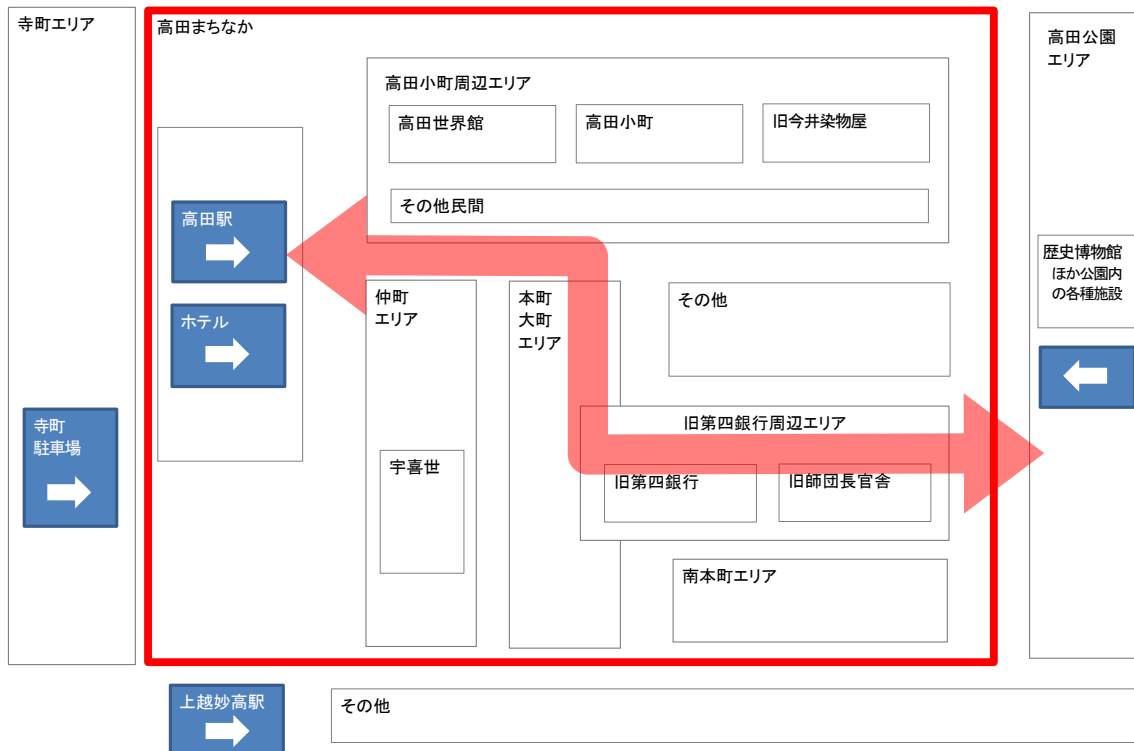 寺町エリア
高田まちなか
高田公園
エリア
高田小町周辺エリア
高田世界館
高田小町
旧今井染物屋
その他民間
高田駅
ホテル
仲町
エリア
本町
大町
エリア
その他
歴史博物館
ほか公園内
の各種施設
寺町
駐車場
旧第四銀行周辺エリア
宇喜世
旧第四銀行
旧師団長官舎
南本町エリア
上越妙高駅
その他